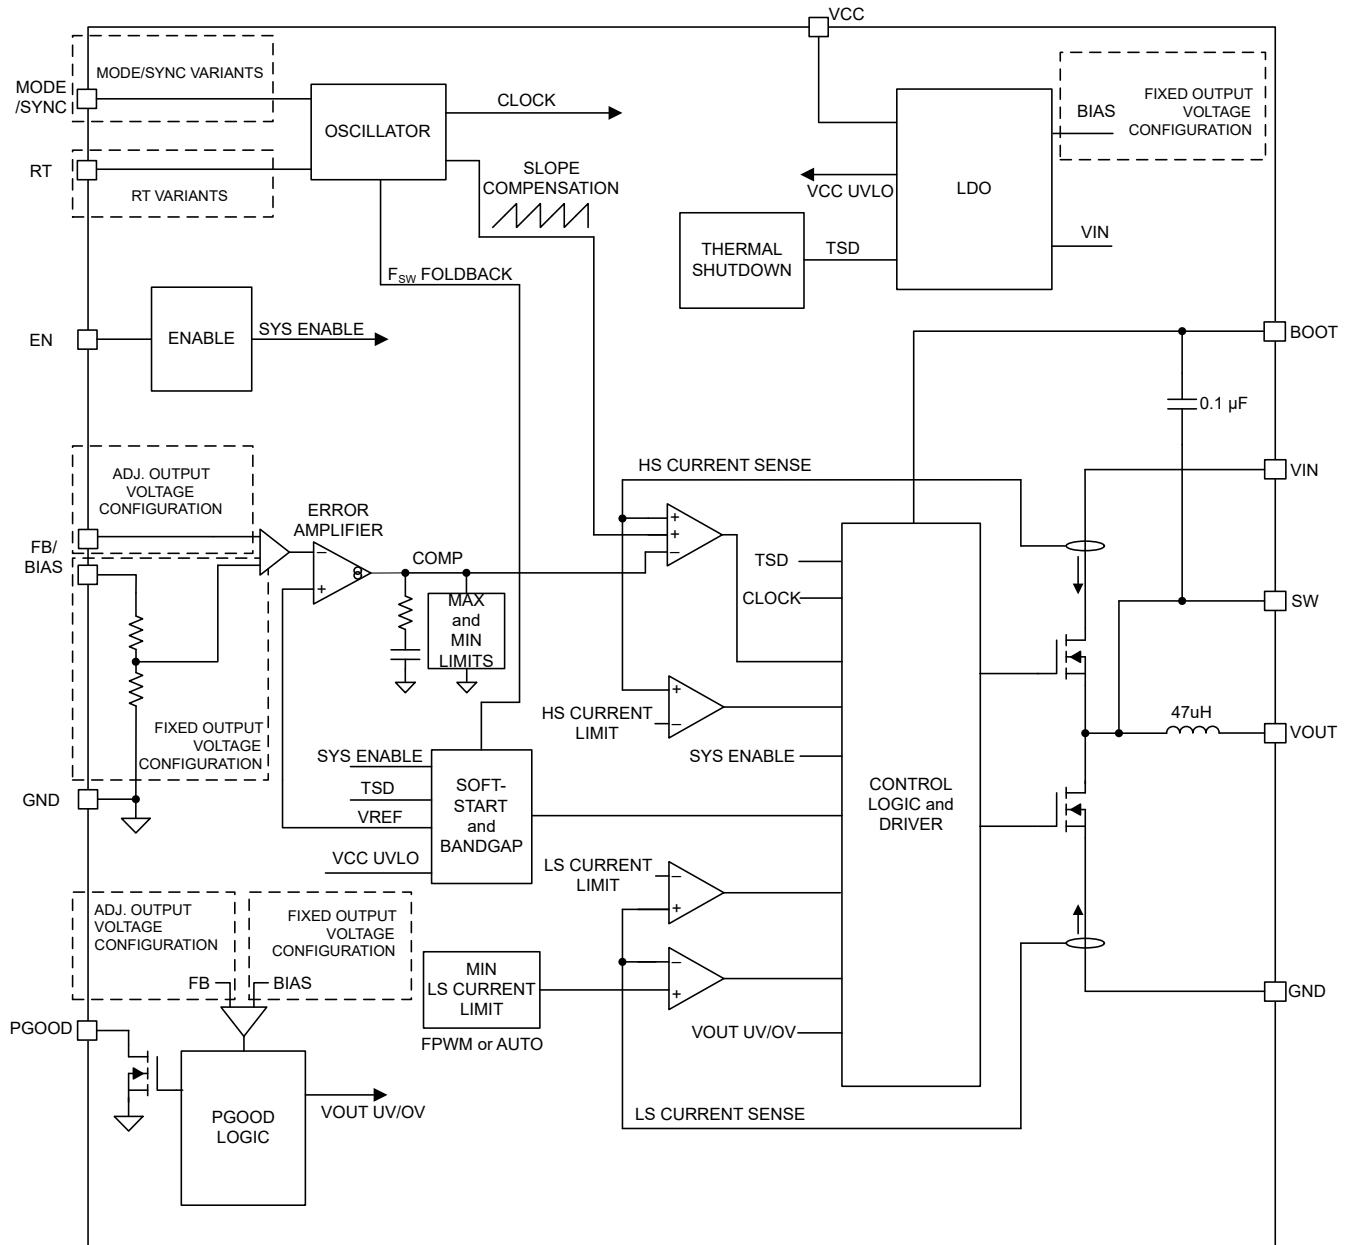 VCC
MODE/SYNC VARIANTS
MODE
/SYNC
OSCILLATOR
CLOCK
BIAS
FIXED OUTPUT
VOLTAGE
CONFIGURATION
RT
RT VARIANTS
SLOPE
COMPENSATION
VCC UVLO
LDO
THERMAL
SHUTDOWN
TSD
VIN
FSW FOLDBACK
EN
ENABLE
SYS ENABLE
BOOT
0.1 µF
ADJ. OUTPUT
VOLTAGE
CONFIGURATION
HS CURRENT SENSE
VIN
ERROR
AMPLIFIER
FB/
BIAS
−
+
COMP
+
+
−
TSD
CLOCK
MAX
and
MIN
LIMITS
SW
FIXED OUTPUT
VOLTAGE
CONFIGURATION
HS CURRENT
LIMIT
+
−
47uH
VOUT
SYS ENABLE
SYS ENABLE
TSD
VREF
VCC UVLO
SOFT-
START
and
BANDGAP
CONTROL
LOGIC and
DRIVER
GND
LS CURRENT
LIMIT
−
+
ADJ. OUTPUT
VOLTAGE
CONFIGURATION
FIXED OUTPUT
VOLTAGE
CONFIGURATION
FB
BIAS
MIN
LS CURRENT
LIMIT
−
+
GND
PGOOD
FPWM or AUTO
VOUT UV/OV
PGOOD
LOGIC
VOUT UV/OV
LS CURRENT SENSE